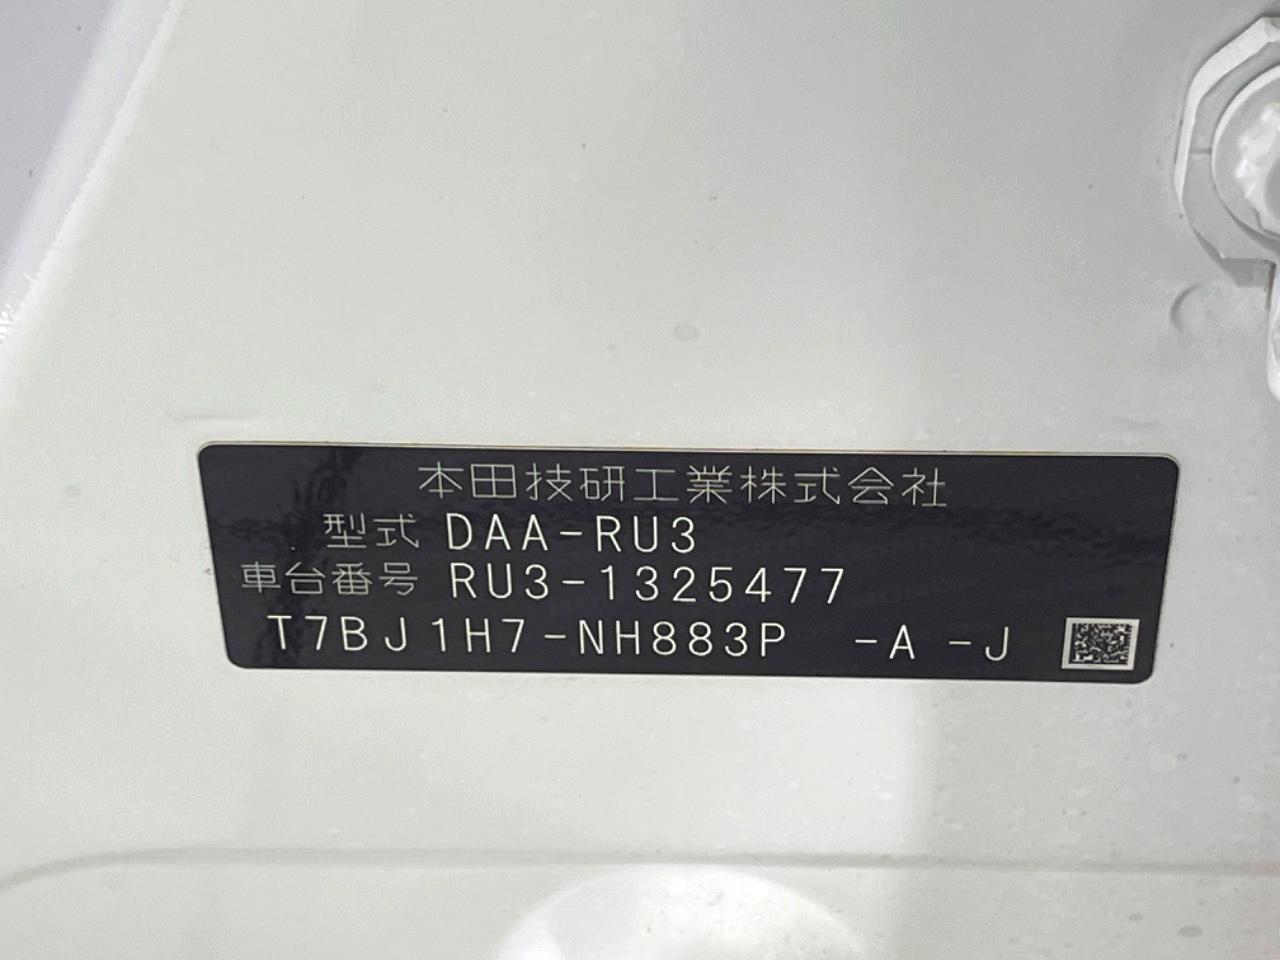 本田技研工業株式会社
型式 DAA-RU3
車台番号 RU3-1325477
T7BJ1H7-NH883P -A -J